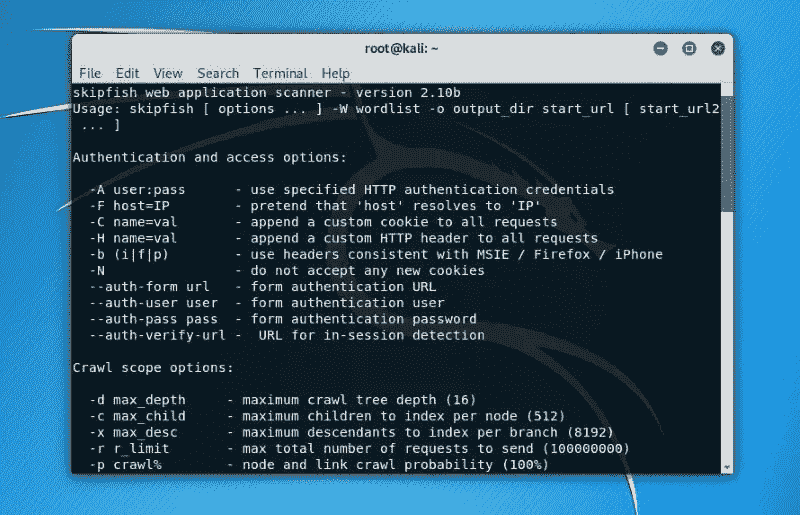 root@kali: ~
File Edit View Search Terminal Help
skipfish web application scanner - version 2.10b
Usage: skipfish [ options ... ] -W wordlist -o output_dir start_url [ start_url2
 ... ]
Authentication and access options:
  -A user:pass      - use specified HTTP authentication credentials
  -F host=IP        - pretend that 'host' resolves to 'IP'
  -C name=val       - append a custom cookie to all requests
  -H name=val       - append a custom HTTP header to all requests
  -b (i|f|p)        - use headers consistent with MSIE / Firefox / iPhone
  -N                - do not accept any new cookies
  --auth-form url   - form authentication URL
  --auth-user user  - form authentication user
  --auth-pass pass  - form authentication password
  --auth-verify-url -  URL for in-session detection
Crawl scope options:
  -d max_depth     - maximum crawl tree depth (16)
  -c max_child     - maximum children to index per node (512)
  -x max_desc      - maximum descendants to index per branch (8192)
  -r r_limit       - max total number of requests to send (100000000)
  -p crawl%        - node and link crawl probability (100%)